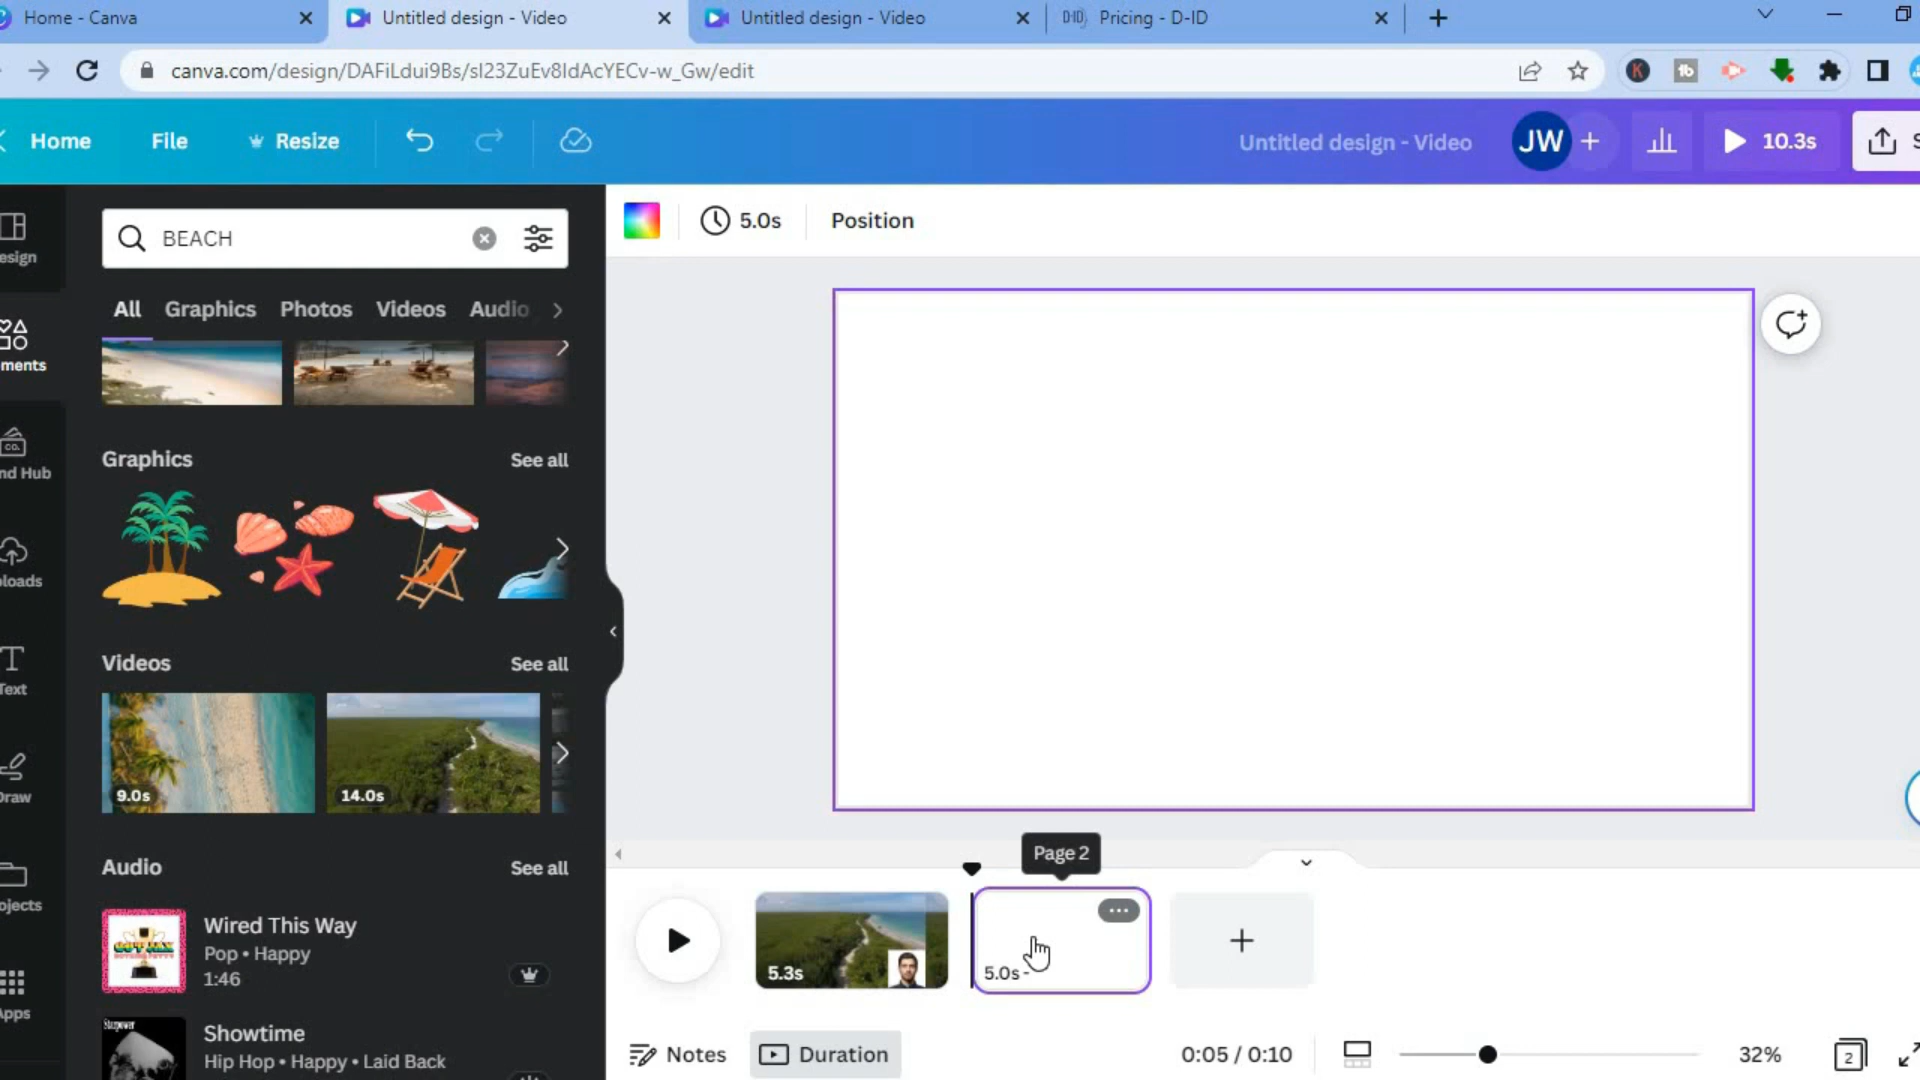 Home - Canva
Untitled design - Video
Untitled design - Video
D-ID
Pricing - D-ID
canva.com/design/DAFiLdui9Bs/sI23ZuEv8IdAcYECv-w_Gw/edit
Home
File
Resize
Untitled design - Video
JW
10.3s
S
BEACH
5.0s
Position
esign
ments
CO.
nd Hub
ploads
Text
Draw
ojects
Apps
All
Graphics
Photos
Videos
Audio
Graphics
See all
Videos
See all
9.0s
14.0s
Audio
See all
Wired This Way
Pop • Happy
1:46
Showtime
Hip Hop • Happy • Laid Back
Page 2
5.3s
5.0s -
Notes
Duration
0:05 / 0:10
32%
2